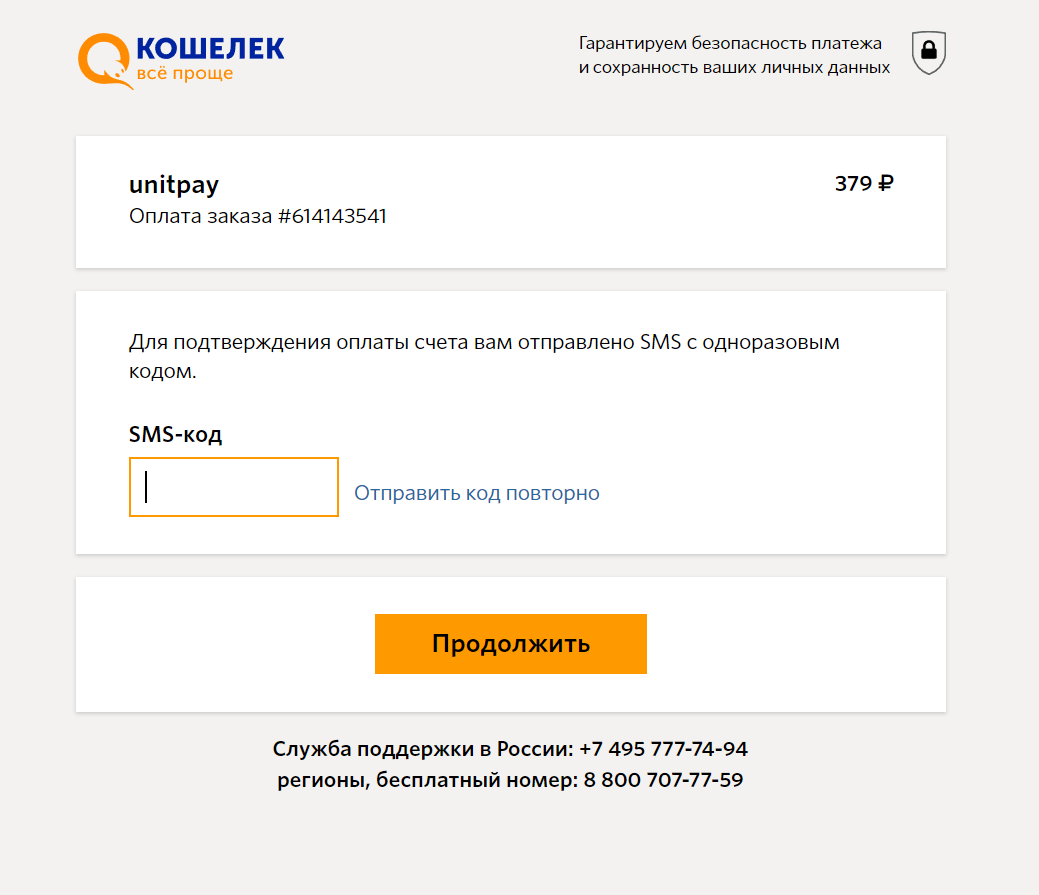 КОШЕЛЕК
всё проще
Гарантируем безопасность платежа
и сохранность ваших личных данных
unitpay
379 ₽
Оплата заказа #614143541
Для подтверждения оплаты счета вам отправлено SMS с одноразовым
кодом.
SMS-код
Отправить код повторно
Продолжить
Служба поддержки в России: +7 495 777-74-94
регионы, бесплатный номер: 8 800 707-77-59